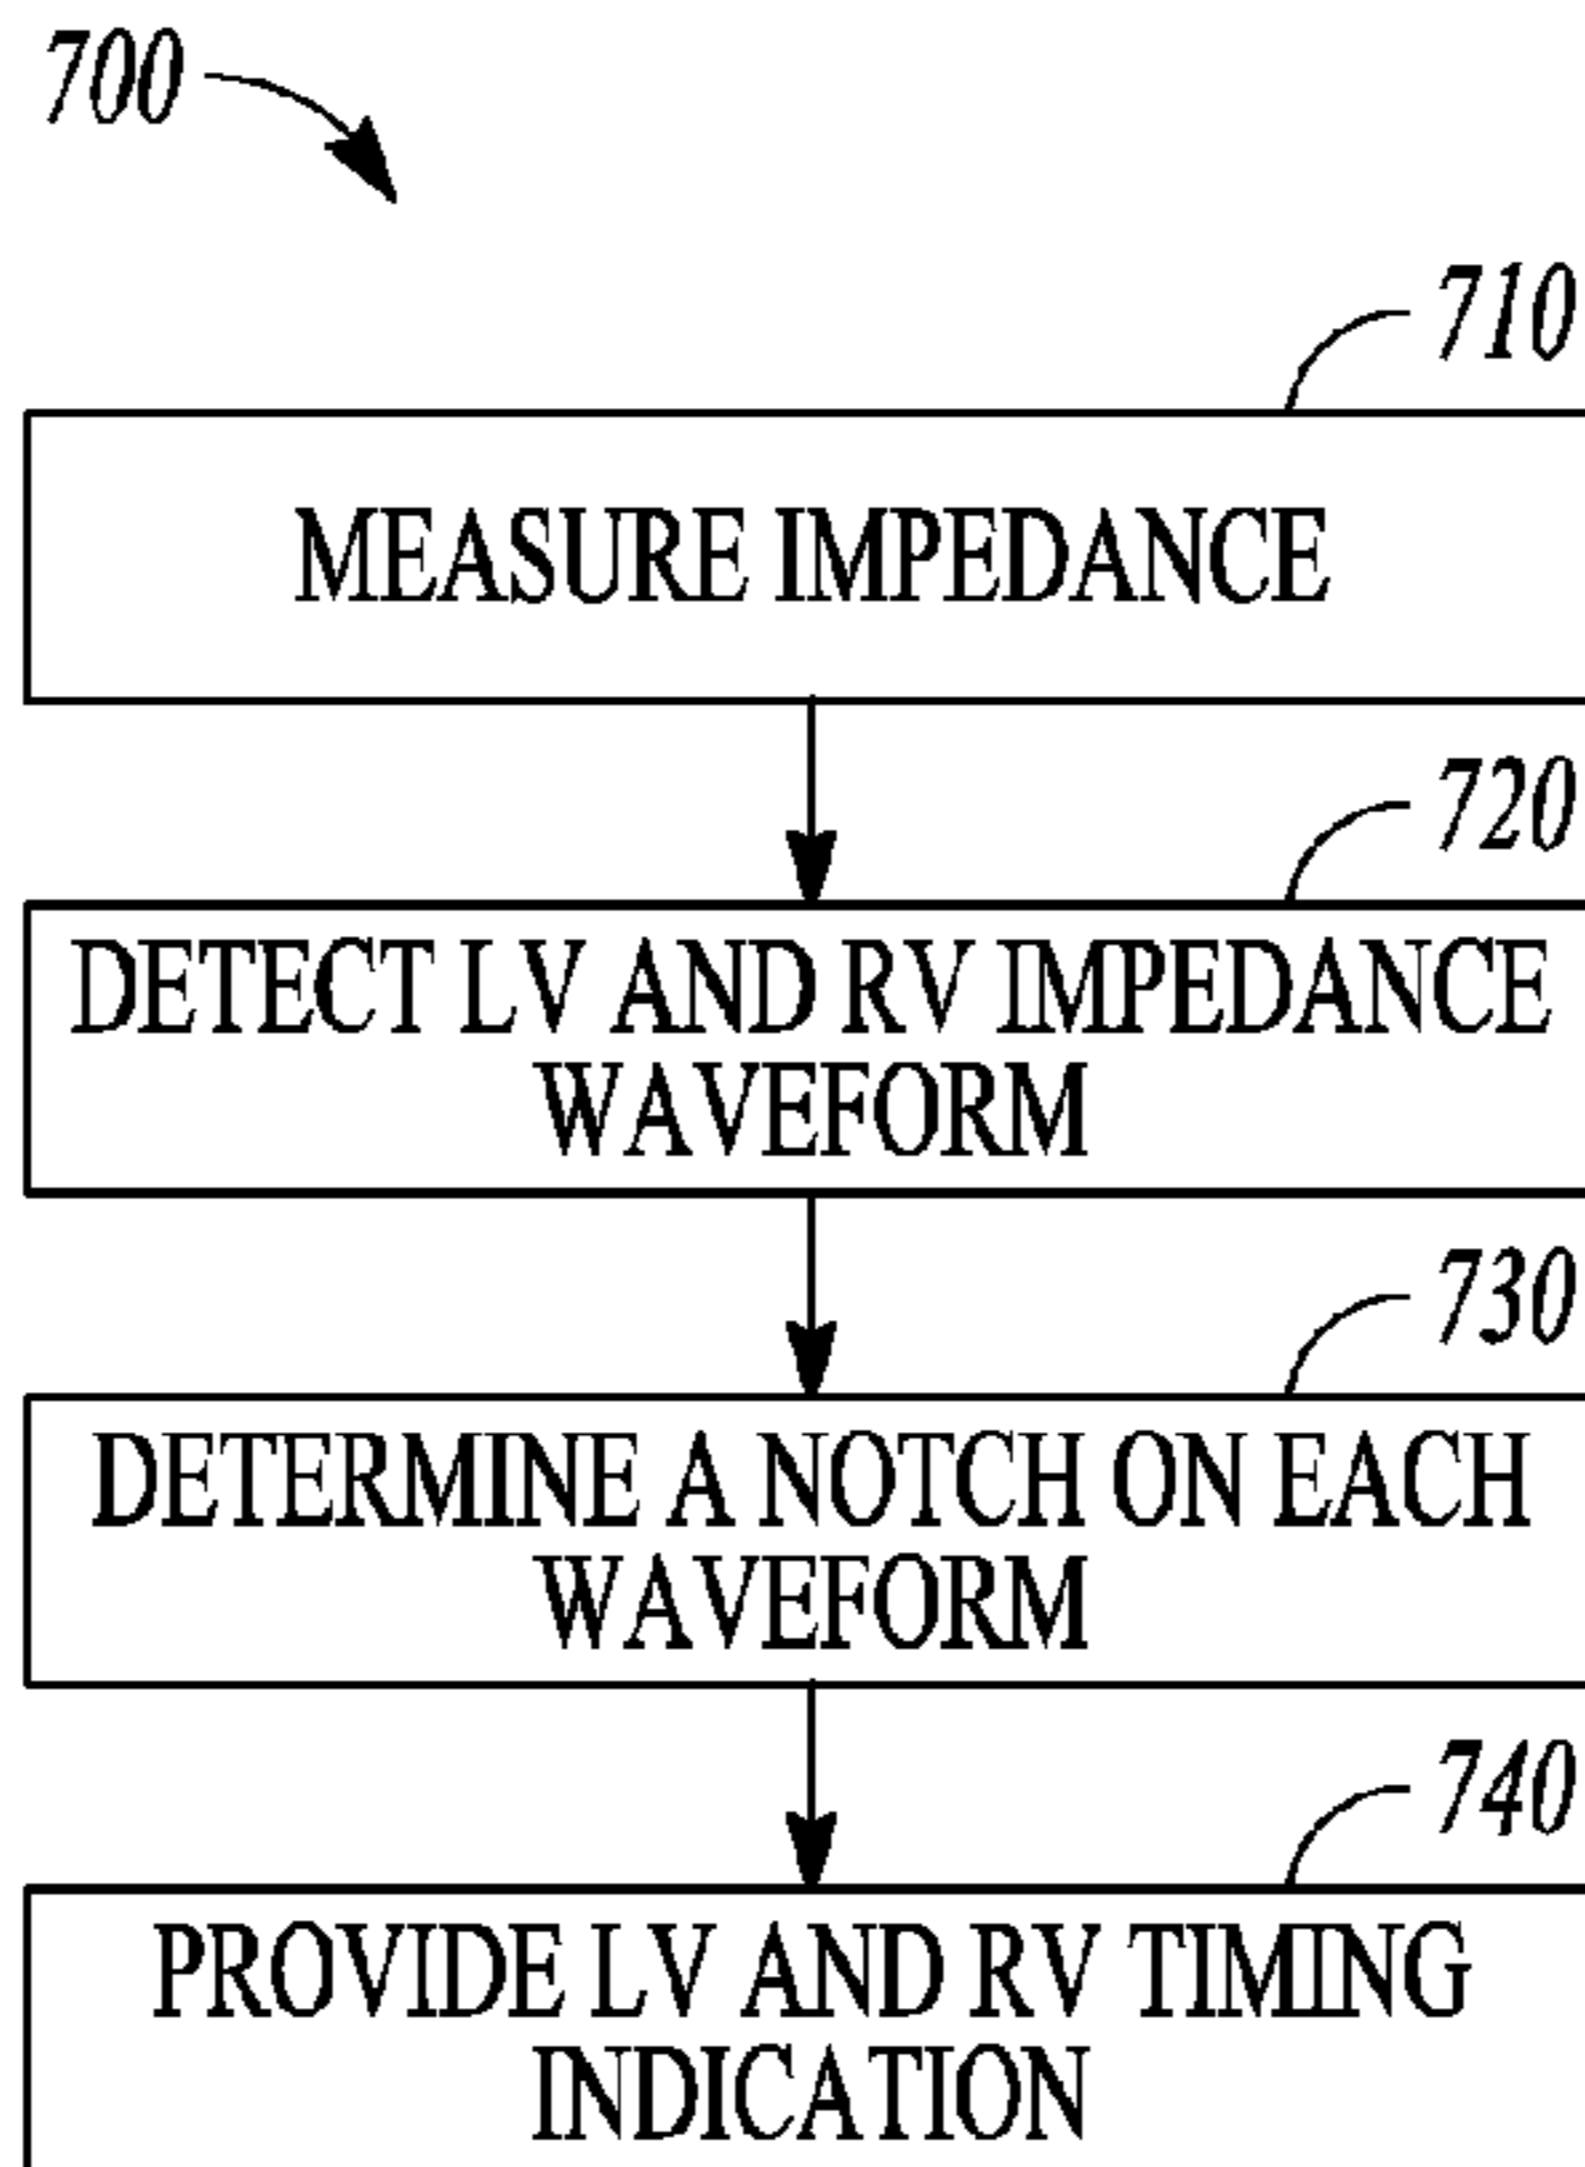 700
710
MEASURE IMPEDANCE
720
DETECT LV AND RV IMPEDANCE
WAVEFORM
730
DETERMINE A NOTCH ON EACH
WAVEFORM
740
PROVIDE LV AND RV TIMING
INDICATION